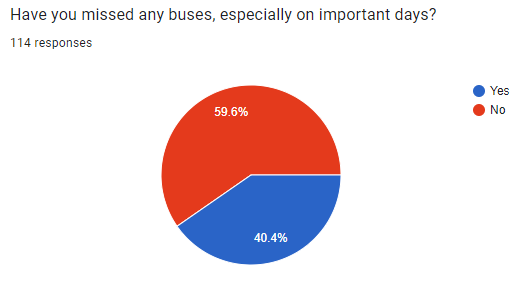 Have you missed any buses, especially on important days?
114 responses
Yes
No
59.6%
40.4%